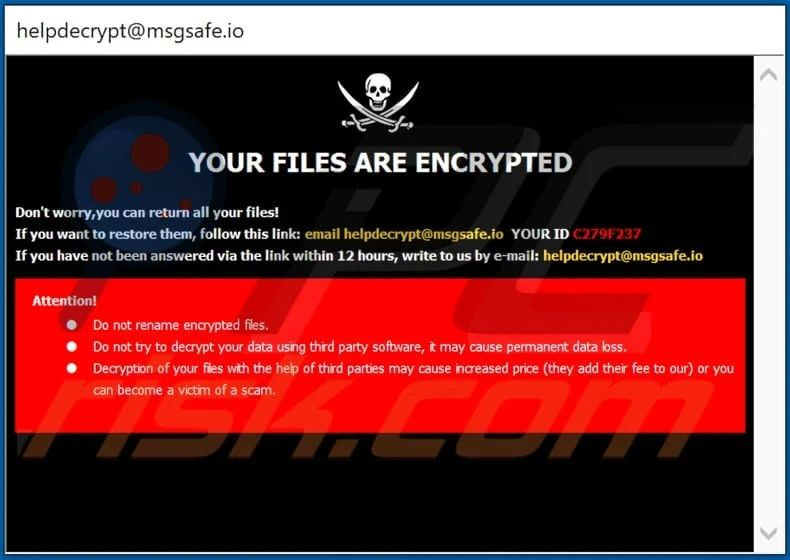 helpdecrypt@msgsafe.io
YOUR FILES ARE ENCRYPTED
Don't worry,you can return all your files!
If you want to restore them, follow this link: email helpdecrypt@msgsafe.io YOUR ID C279F237
If you have not been answered via the link within 12 hours, write to us by e-mail: helpdecrypt@msgsafe.io
Attention!
Do not rename encrypted files.
Do not try to decrypt your data using third party software, it may cause permanent data loss.
Decryption of your files with the help of third parties may cause increased price (they add their fee to our) or you
can become a victim of a scam.
PC
risk.com